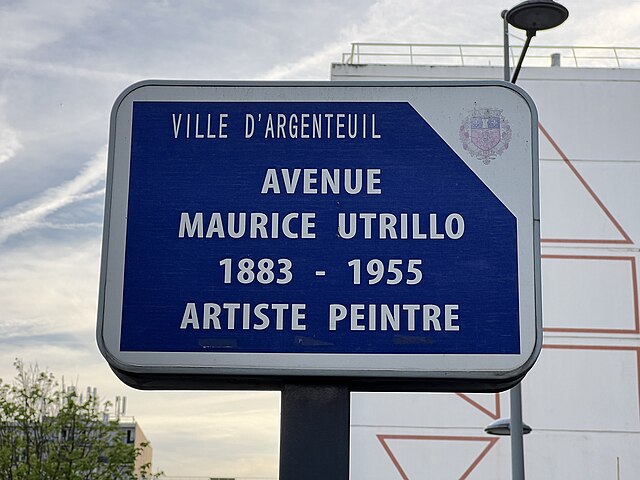 VILLE D'ARGENTEUIL
AVENUE
MAURICE UTRILLO
1883 - 1955
ARTISTE PEINTRE